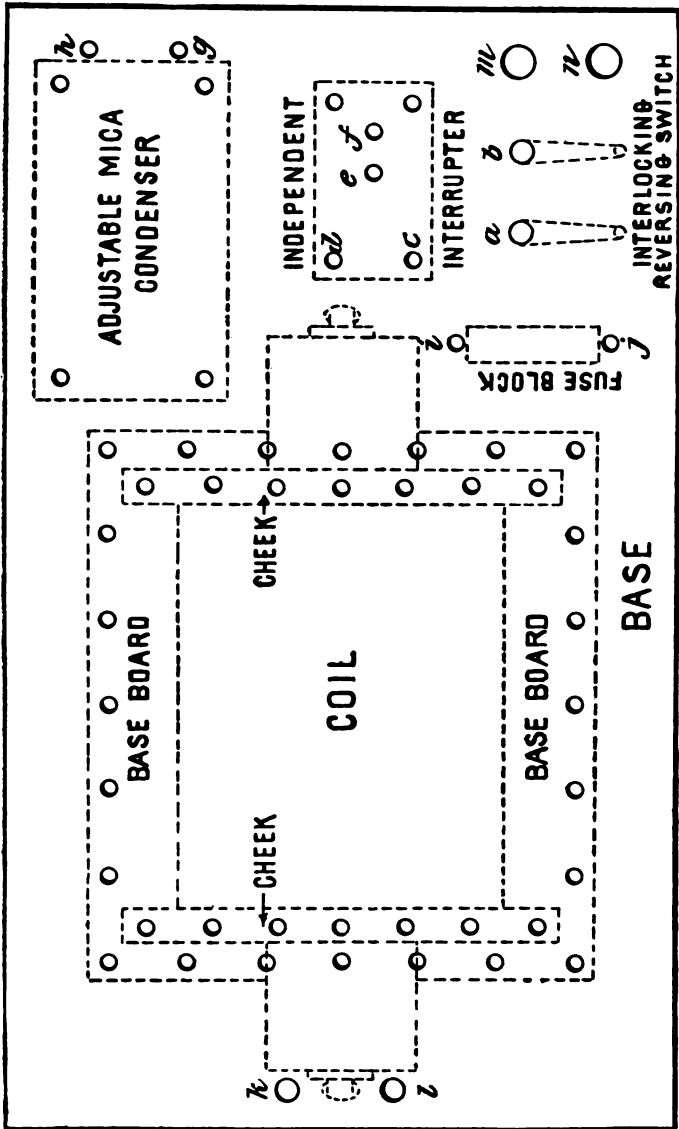 h
g
ADJUSTABLE MICA
CONDENSER
BASE BOARD
CHEEK
CHEEK
COIL
k
l
INDEPENDENT
d
e
f
c
INTERRUPTER
i
j
FUSE BLOCK
m
n
a
b
INTERLOCKING
REVERSING SWITCH
BASE BOARD
BASE